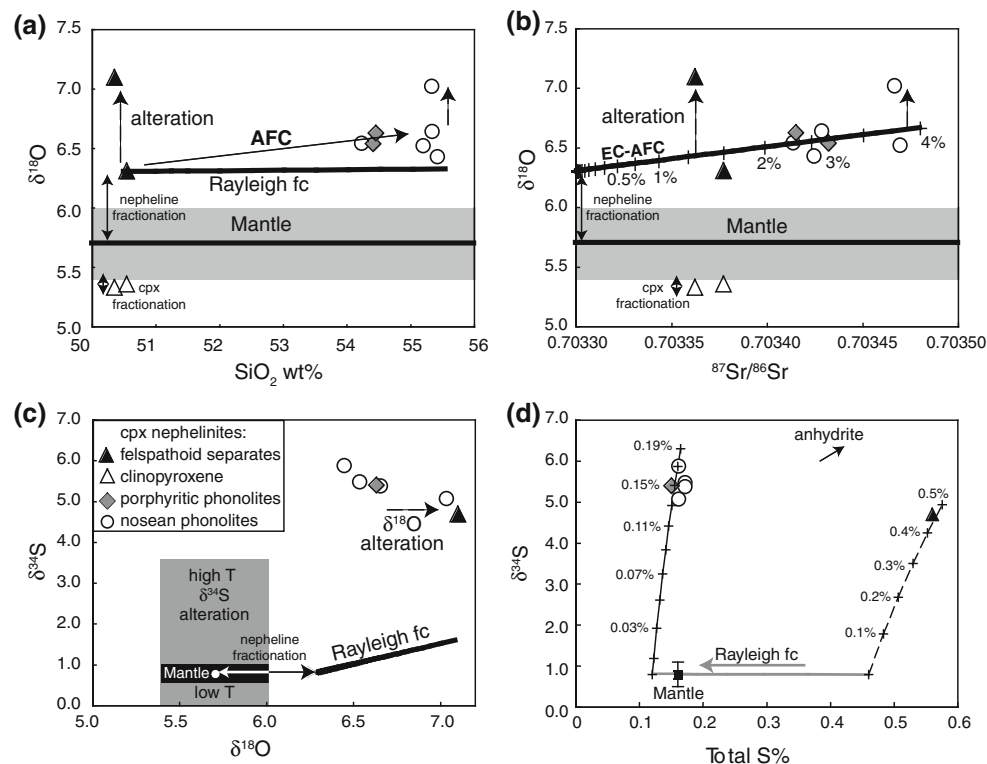 (a)
7.5
7.0
6.5
6.0
5.5
5.0
δ18O
alteration
AFC
Rayleigh fc
nepheline
fractionation
Mantle
cpx
fractionation
50 51 52 53 54 55 56
SiO2 wt%
(b)
7.5
7.0
6.5
6.0
5.5
5.0
δ18O
alteration
EC-AFC
0.5% 1% 2% 3% 4%
nepheline
fractionation
Mantle
cpx
fractionation
0.70330 0.70335 0.70340 0.70345 0.70350
87Sr/86Sr
(c)
7.0
6.0
5.0
4.0
3.0
2.0
1.0
0.0
δ34S
cpx nephelinites:
felspathoid separates
clinopyroxene
porphyritic phonolites
nosean phonolites
δ18O
alteration
high T
δ34S
alteration
nepheline
fractionation
Rayleigh fc
Mantle
low T
5.0 5.5 6.0 6.5 7.0
δ18O
(d)
7.0
6.0
5.0
4.0
3.0
2.0
1.0
0.0
δ34S
anhydrite
0.19%
0.15%
0.11%
0.07%
0.03%
0.5%
0.4%
0.3%
0.2%
0.1%
Rayleigh fc
Mantle
0 0.1 0.2 0.3 0.4 0.5 0.6
Total S%